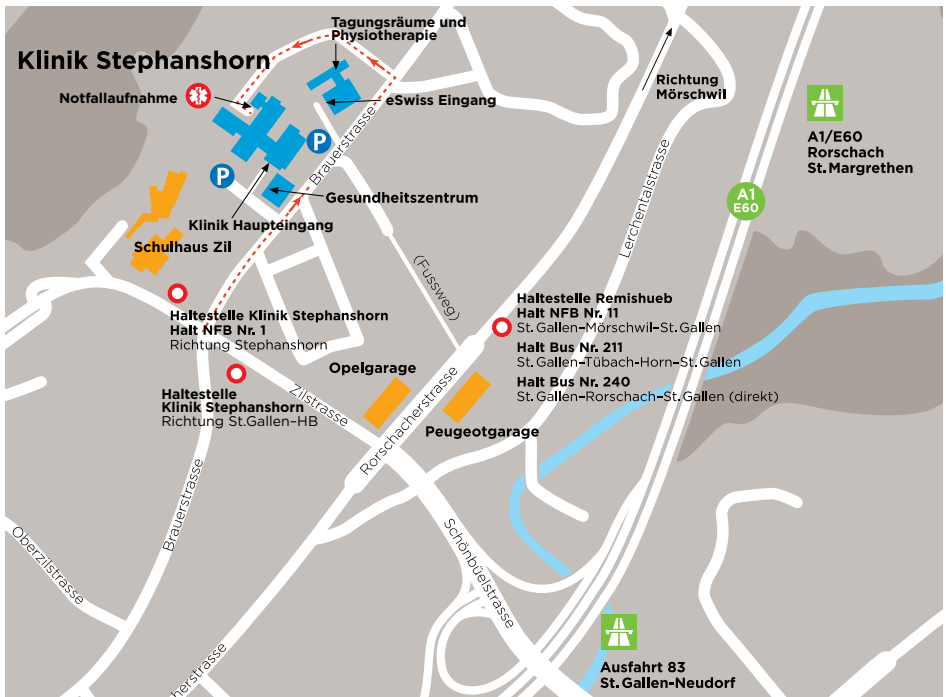 Tagungsräume und
Physiotherapie
Klinik Stephanshorn
Notfallaufnahme
eSwiss Eingang
Richtung
Mörschwil
A1/E60
Rorschach
St. Margrethen
P
P
Brauerstrasse
Lerchentalstrasse
A1
E60
Gesundheitszentrum
Klinik Haupteingang
Schulhaus Zil
(Fussweg)
Haltestelle Klinik Stephanshorn
Halt NFB Nr. 1
Richtung Stephanshorn
Haltestelle Remishueb
Halt NFB Nr. 11
St. Gallen–Mörschwil–St. Gallen
Halt Bus Nr. 211
St. Gallen–Tübach-Horn–St. Gallen
Halt Bus Nr. 240
St. Gallen–Rorschach–St. Gallen (direkt)
Haltestelle
Klinik Stephanshorn
Richtung St.Gallen–HB
Opelgarage
Zilstrasse
Rorschacherstrasse
Peugeotgarage
Brauerstrasse
Oberzilstrasse
Schönbüelstrasse
cherstrasse
Ausfahrt 83
St. Gallen-Neudorf